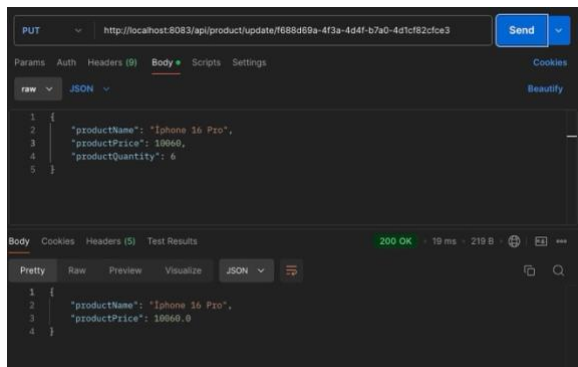 PUT http://localhost:8083/api/product/update/f688d69a-4f3a-4d4f-b7a0-4d1cf82cfce3 Send
Params Auth Headers (9) Body Scripts Settings Cookies
raw JSON Beautify
1 {
2 "productName": "İphone 16 Pro",
3 "productPrice": 10060,
4 "productQuantity": 6
5 }
Body Cookies Headers (5) Test Results 200 OK 19 ms 219 B
Pretty Raw Preview Visualize JSON
1 {
2 "productName": "İphone 16 Pro",
3 "productPrice": 10060.0
4 }